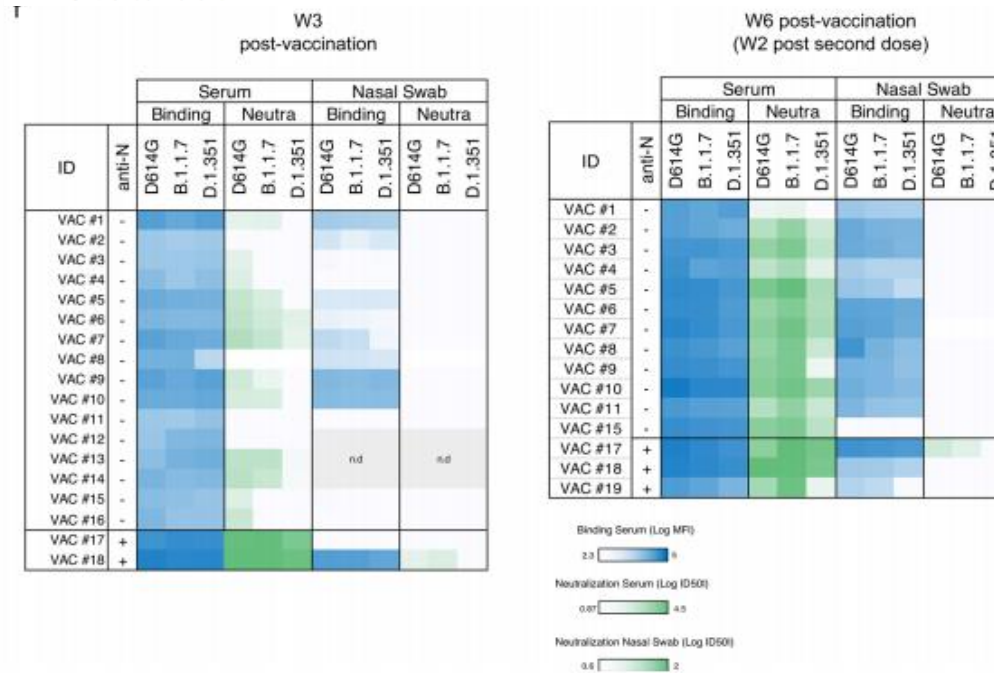 W3
post-vaccination
Serum Nasal Swab
Binding Neutra Binding Neutra
ID anti-N D614G B.1.1.7 D.1.351 D614G B.1.1.7 D.1.351 D614G B.1.1.7 D.1.351 D614G B.1.1.7 D.1.351
VAC #1 -
VAC #2 -
VAC #3 -
VAC #4 -
VAC #5 -
VAC #6 -
VAC #7 -
VAC #8 -
VAC #9 -
VAC #10 -
VAC #11 -
VAC #12 -
VAC #13 - n.d n.d
VAC #14 -
VAC #15 -
VAC #16 -
VAC #17 +
VAC #18 +
W6 post-vaccination
(W2 post second dose)
Serum Nasal Swab
Binding Neutra Binding Neutra
ID anti-N D614G B.1.1.7 D.1.351 D614G B.1.1.7 D.1.351 D614G B.1.1.7 D.1.351 D614G B.1.1.7
VAC #1 -
VAC #2 -
VAC #3 -
VAC #4 -
VAC #5 -
VAC #6 -
VAC #7 -
VAC #8 -
VAC #9 -
VAC #10 -
VAC #11 -
VAC #15 -
VAC #17 +
VAC #18 +
VAC #19 +
Binding Serum (Log MFI)
2.3
Neutralization Serum (Log ID50)
0.87 4.5
Neutralization Nasal Swab (Log ID50)
0.6 2